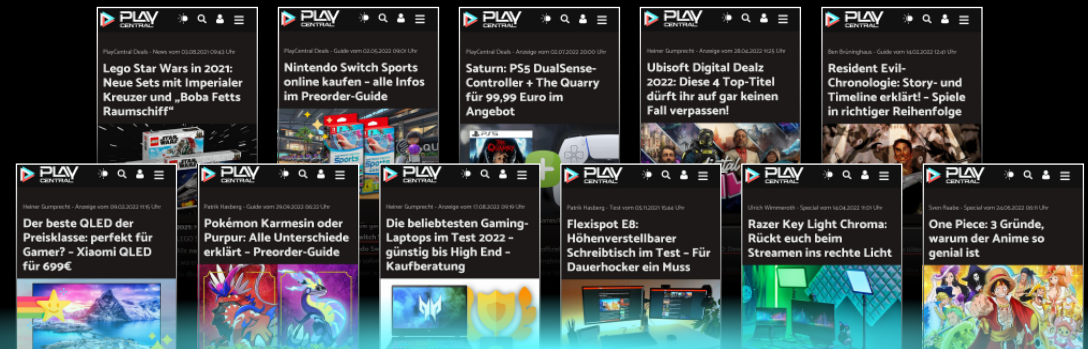 PLAY
CENTRAL
PlayCentral Deals - News vom 03.08.2021 09:43 Uhr
Lego Star Wars in 2021:
Neue Sets mit Imperialer
Kreuzer und „Boba Fetts
Raumschiff“
PLAY
CENTRAL
PlayCentral Deals - Guide vom 02.05.2022 09:01 Uhr
Nintendo Switch Sports
online kaufen – alle Infos
im Preorder-Guide
Sports
PLAY
CENTRAL
PlayCentral Deals - Anzeige vom 02.07.2022 20:00 Uhr
Saturn: PS5 DualSense-
Controller + The Quarry
für 99,99 Euro im
Angebot
PS5
PLAY
CENTRAL
Heiner Gumprecht - Anzeige vom 28.04.2022 11:25 Uhr
Ubisoft Digital Dealz
2022: Diese 4 Top-Titel
dürft ihr auf gar keinen
Fall verpassen!
PLAY
CENTRAL
Ben Brüninghaus - Guide vom 14.02.2022 12:41 Uhr
Resident Evil-
Chronologie: Story- und
Timeline erklärt! – Spiele
in richtiger Reihenfolge
PLAY
CENTRAL
Heiner Gumprecht - Anzeige vom 09.02.2022 11:15 Uhr
Der beste QLED der
Preisklasse: perfekt für
Gamer? – Xiaomi QLED
für 699€
PLAY
CENTRAL
Patrik Hasberg - Guide vom 29.04.2022 06:22 Uhr
Pokémon Karmesin oder
Purpur: Alle Unterschiede
erklärt – Preorder-Guide
PLAY
CENTRAL
Heiner Gumprecht - Anzeige vom 17.08.2022 09:19 Uhr
Die beliebtesten Gaming-
Laptops im Test 2022 –
günstig bis High End –
Kaufberatung
PLAY
CENTRAL
Patrik Hasberg - Test vom 05.11.2021 15:44 Uhr
Flexispot E8:
Höhenverstellbarer
Schreibtisch im Test – Für
Dauerhocker ein Muss
PLAY
CENTRAL
Ulrich Wimmeroth - Special vom 14.04.2022 11:01 Uhr
Razer Key Light Chroma:
Rückt euch beim
Streamen ins rechte Licht
PLAY
CENTRAL
Sven Raabe - Special vom 24.06.2022 06:11 Uhr
One Piece: 3 Gründe,
warum der Anime so
genial ist